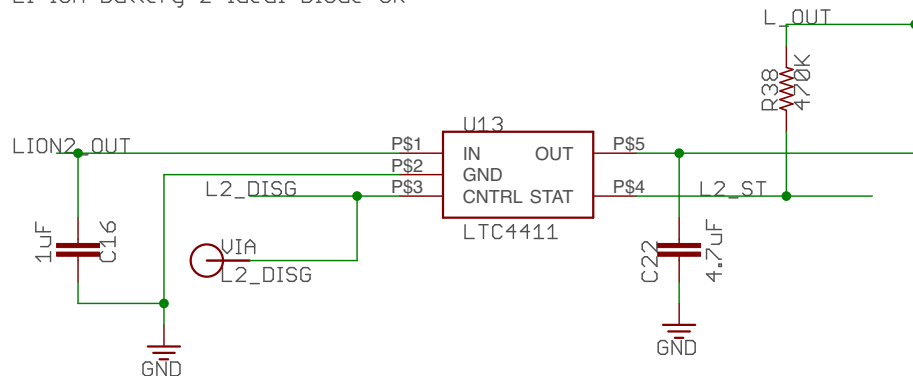 L_OUT
R38
470K
U13
LION2_OUT
P$1
IN
OUT
P$5
P$2
GND
L2_DISG
P$3
CNTRL
STAT
P$4
L2_ST
LTC4411
1uF
C16
VIA
L2_DISG
C22
4.7uF
GND
GND